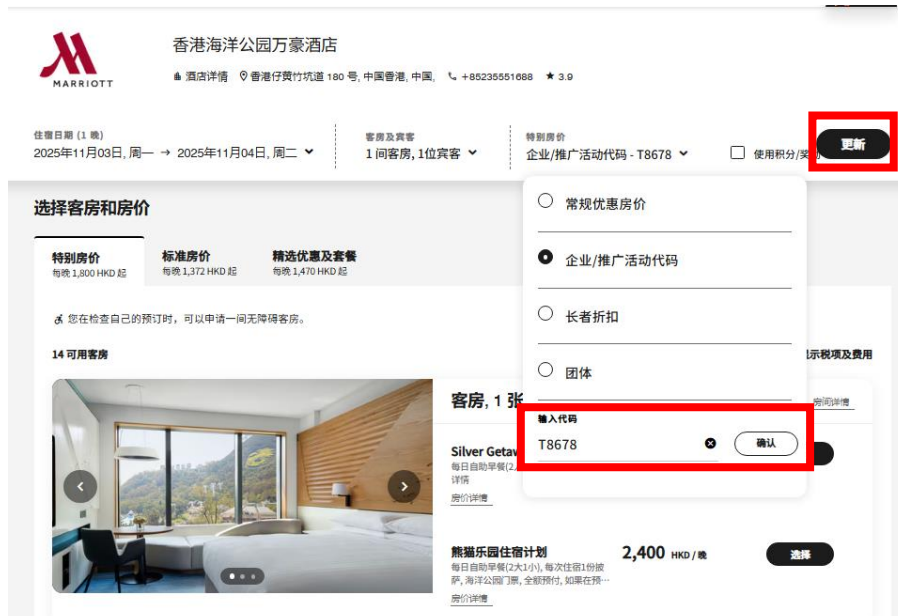 香港海洋公园万豪酒店
MARRIOTT
酒店详情 香港仔黄竹坑道 180 号, 中国香港, 中国, +85235551688 ★ 3.9
住宿日期 (1 晚)
2025年11月03日, 周一 → 2025年11月04日, 周二
客房及宾客
1 间客房, 1位宾客
特别房价
企业/推广活动代码 - T8678
使用积分/奖
更新
选择客房和房价
特别房价
每晚 1,800 HKD 起
标准房价
每晚 1,372 HKD 起
精选优惠及套餐
每晚 1,470 HKD 起
常规优惠房价
企业/推广活动代码
长者折扣
团体
输入代码
T8678
确认
您在检查自己的预订时，可以申请一间无障碍客房。
14 可用客房
示税项及费用
客房, 1 张
房间详情
Silver Getaw
每日自助早餐(2
详情
房价详情
熊猫乐园住宿计划
每日自助早餐(2大1小), 每次住宿1份披
萨, 海洋公园门票, 全额预付, 如果在预…
房价详情
2,400 HKD / 晚
选择